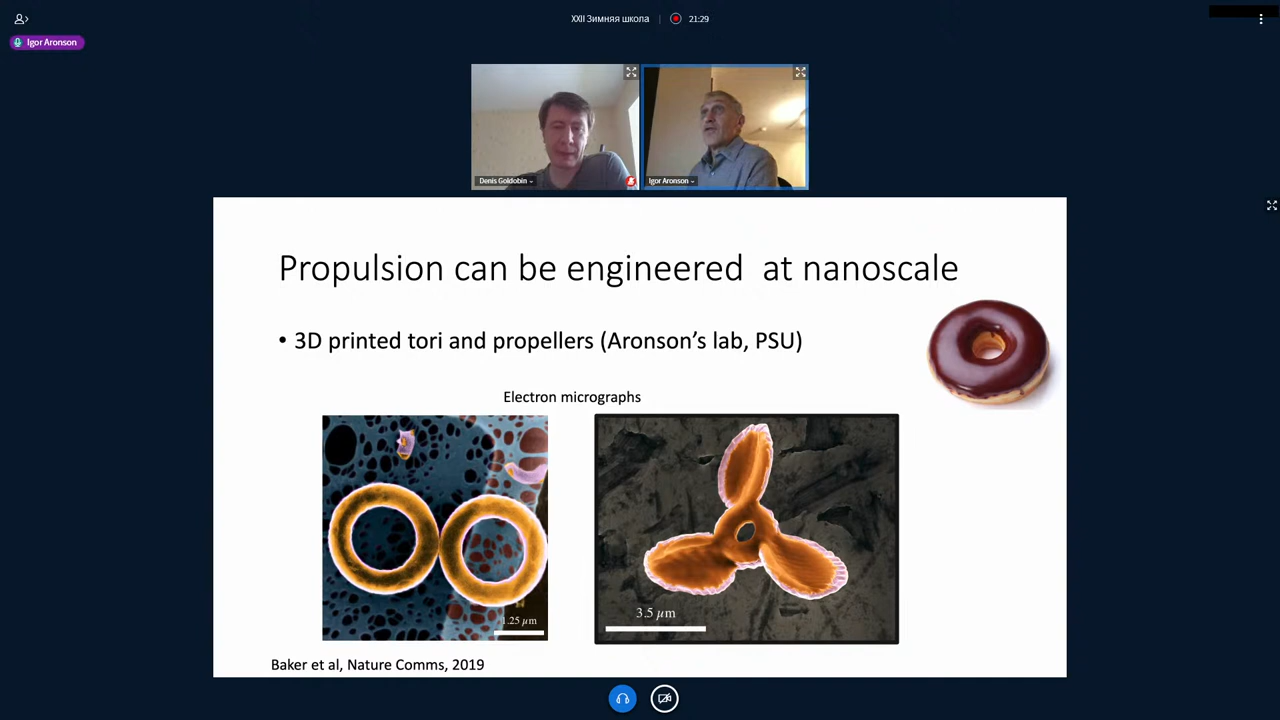 XXII Зимняя школа
21:29
Igor Aronson
Denis Goldobin
Igor Aronson
Propulsion can be engineered at nanoscale
• 3D printed tori and propellers (Aronson’s lab, PSU)
Electron micrographs
1.25 μm
3.5 μm
Baker et al, Nature Comms, 2019